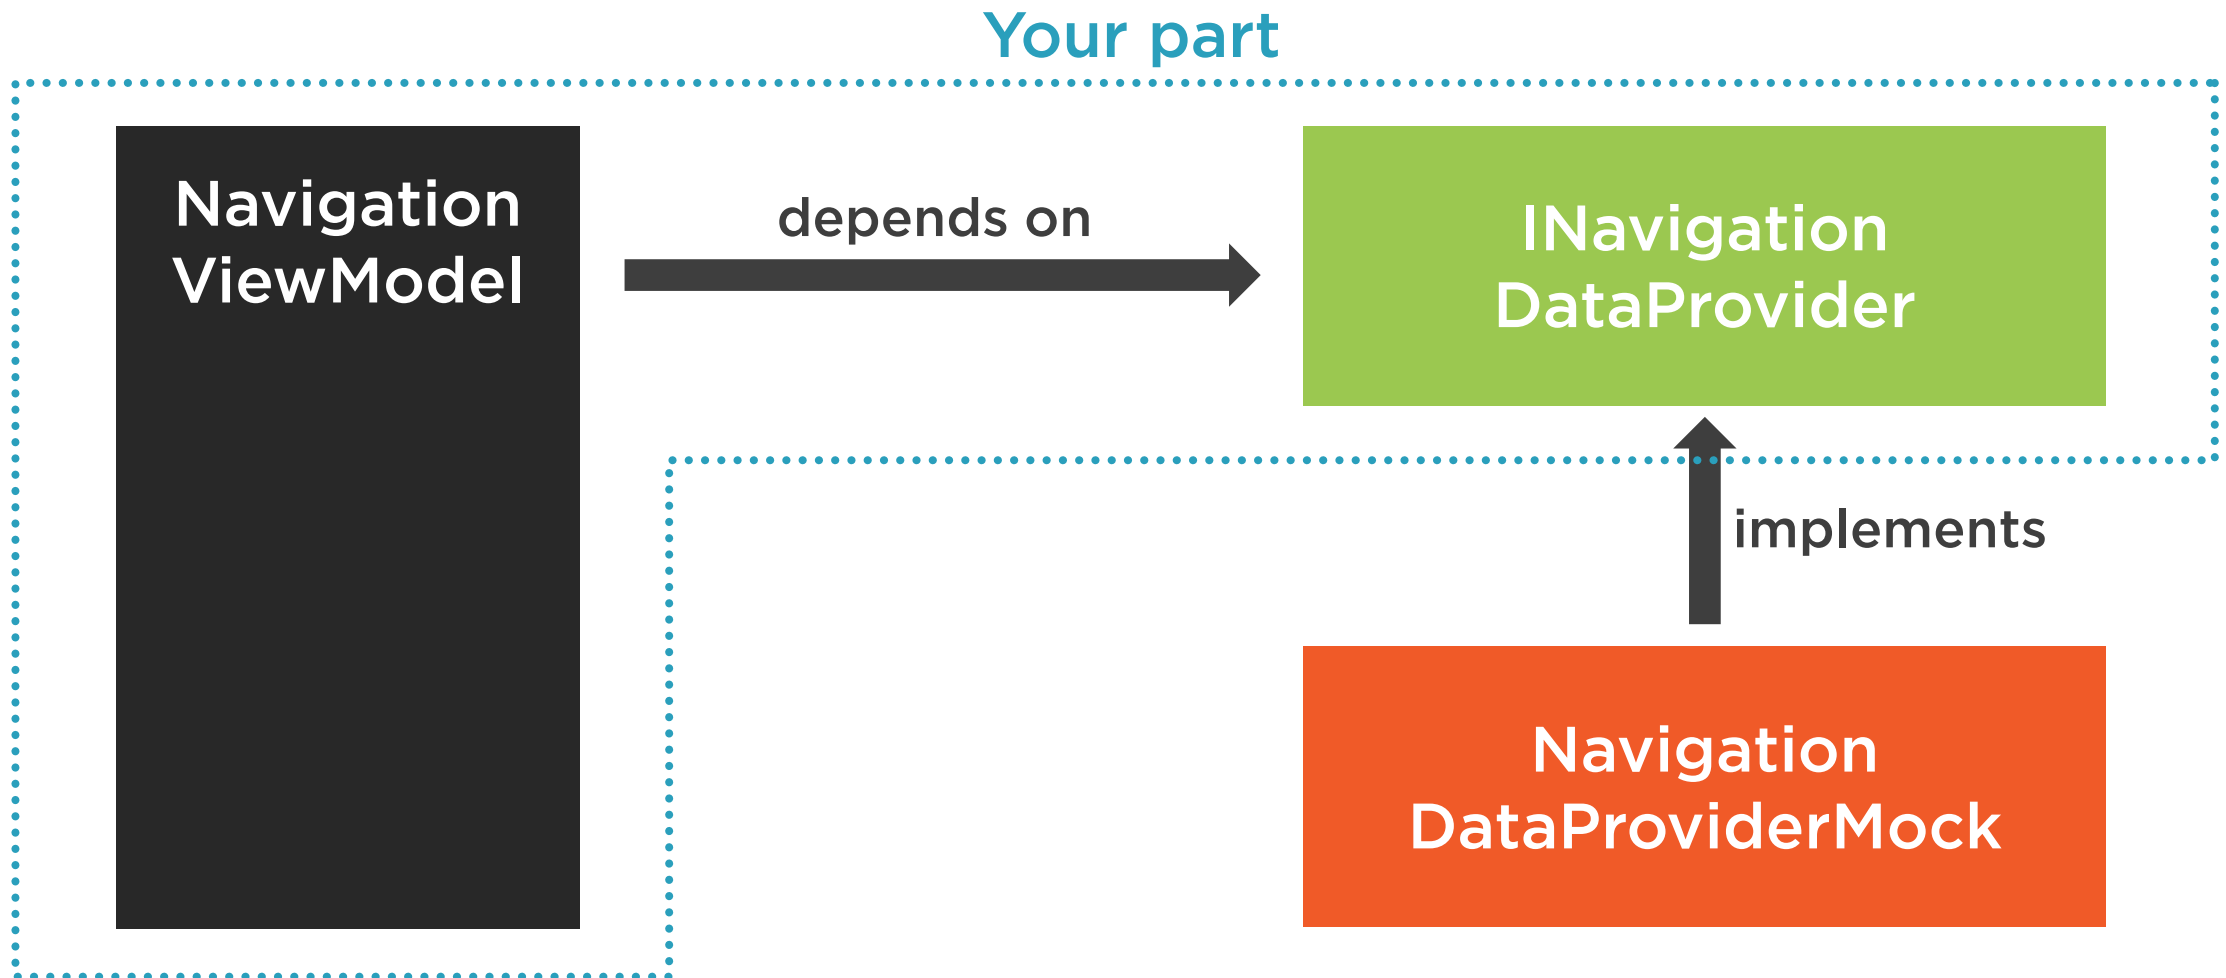 Your part
Navigation
ViewModel
depends on
INavigation
DataProvider
implements
Navigation
DataProviderMock